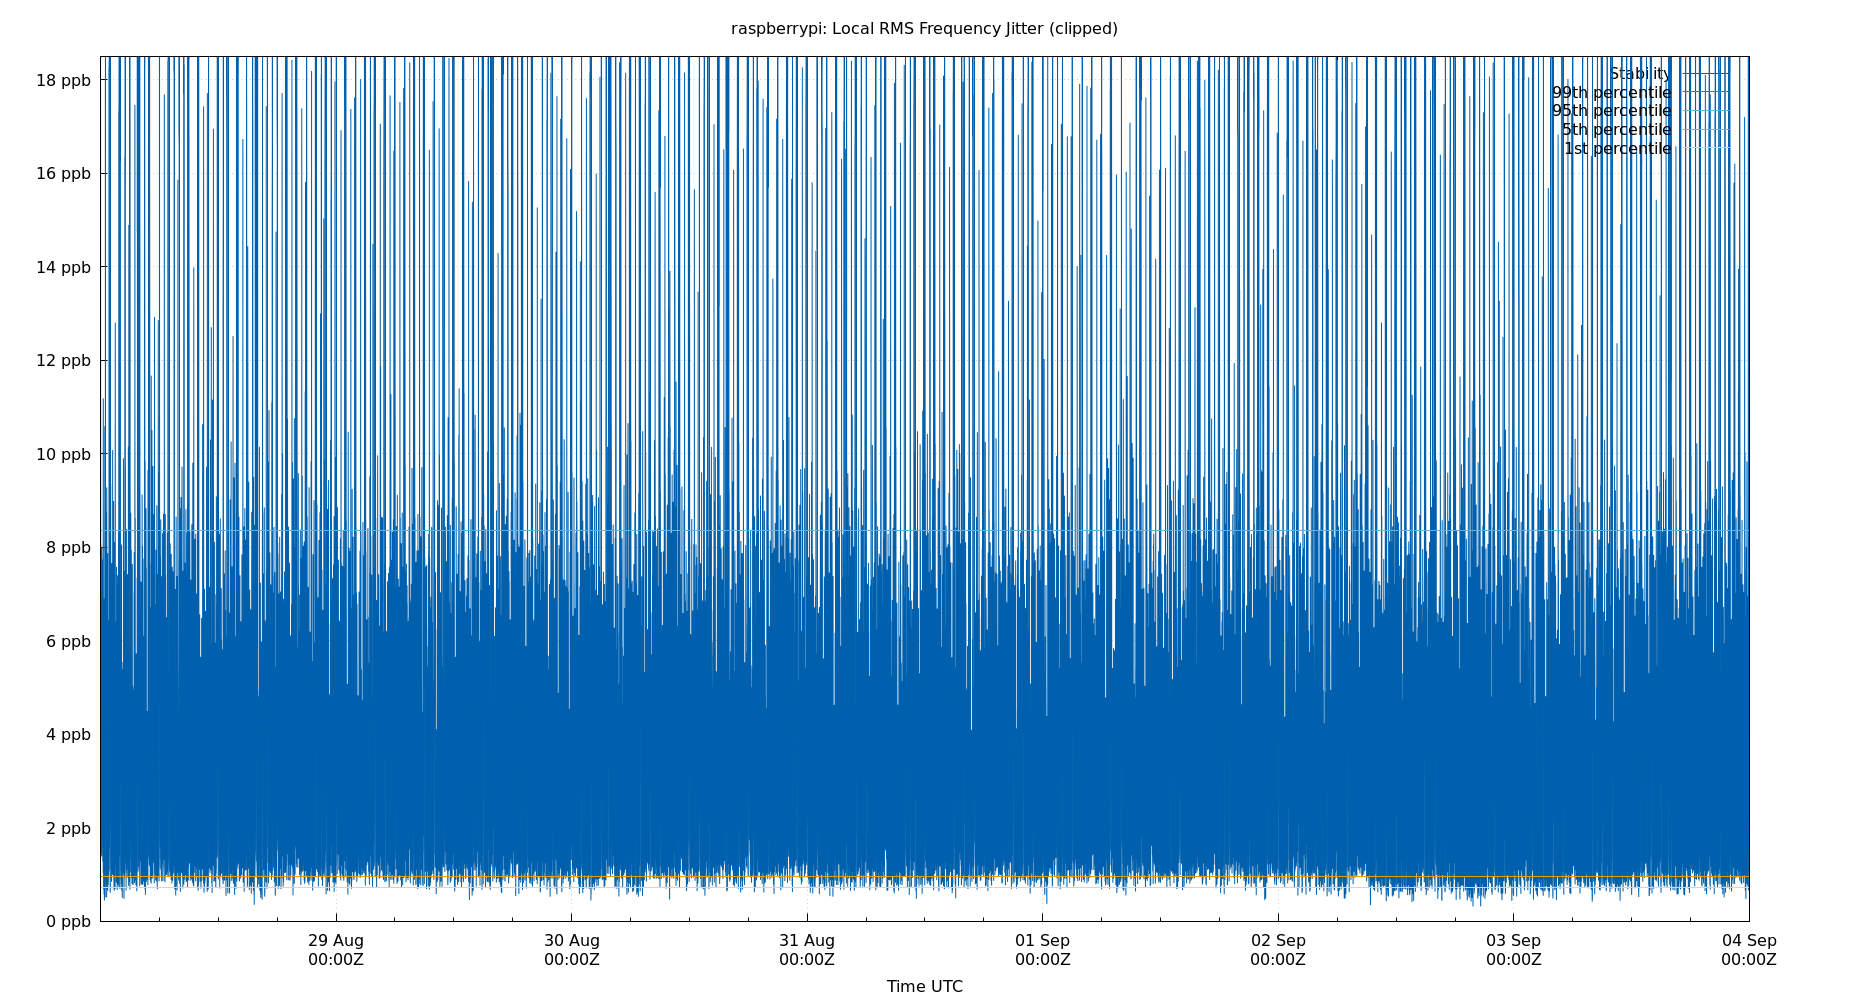 raspberrypi: Local RMS Frequency Jitter (clipped)
18 ppb
16 ppb
14 ppb
12 ppb
10 ppb
8 ppb
6 ppb
4 ppb
2 ppb
0 ppb
Stability
99th percentile
95th percentile
5th percentile
1st percentile
29 Aug
00:00Z
30 Aug
00:00Z
31 Aug
00:00Z
01 Sep
00:00Z
02 Sep
00:00Z
03 Sep
00:00Z
04 Sep
00:00Z
Time UTC